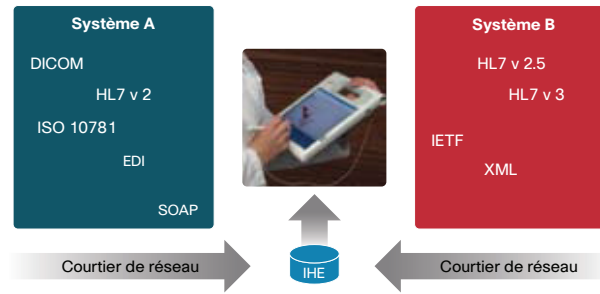 Système A
DICOM
HL7 v 2
ISO 10781
EDI
SOAP
Système B
HL7 v 2.5
HL7 v 3
IETF
XML
Courtier de réseau
IHE
Courtier de réseau